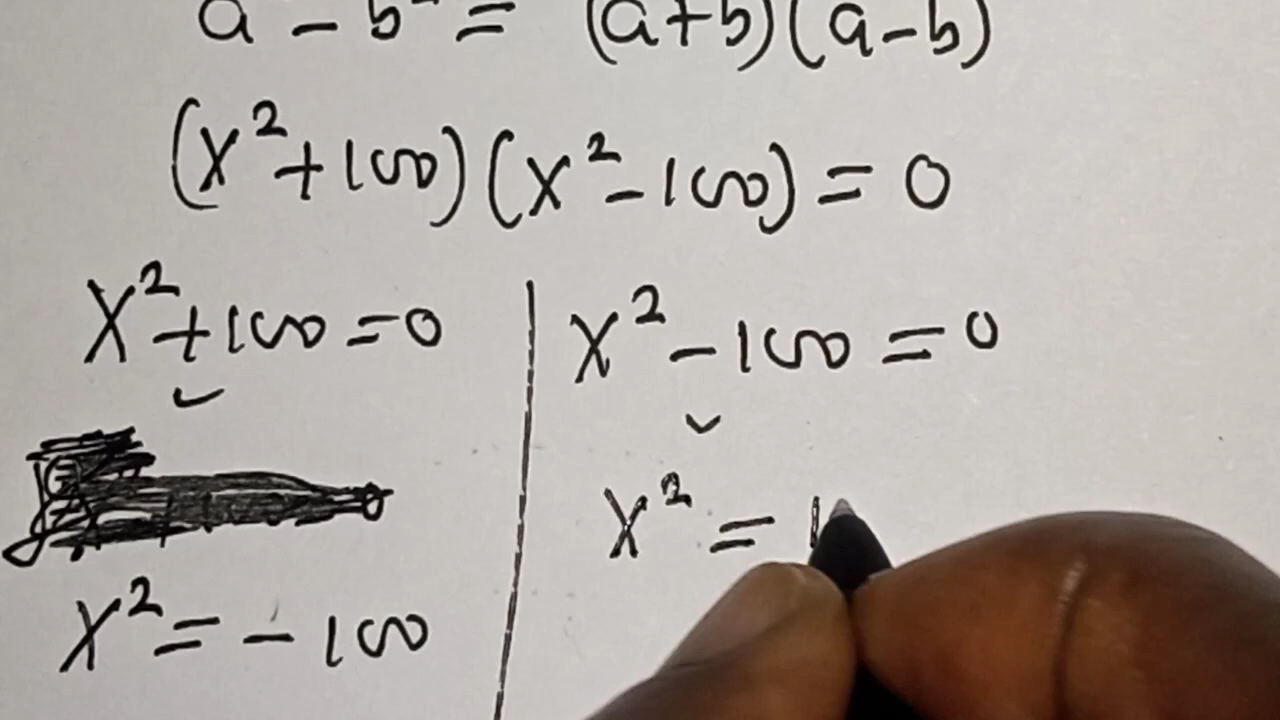 a² - b² = (a+b)(a-b)
(x²+100)(x²-100) = 0
x²+100 = 0
x² = -100
x² - 100 = 0
x² = 1